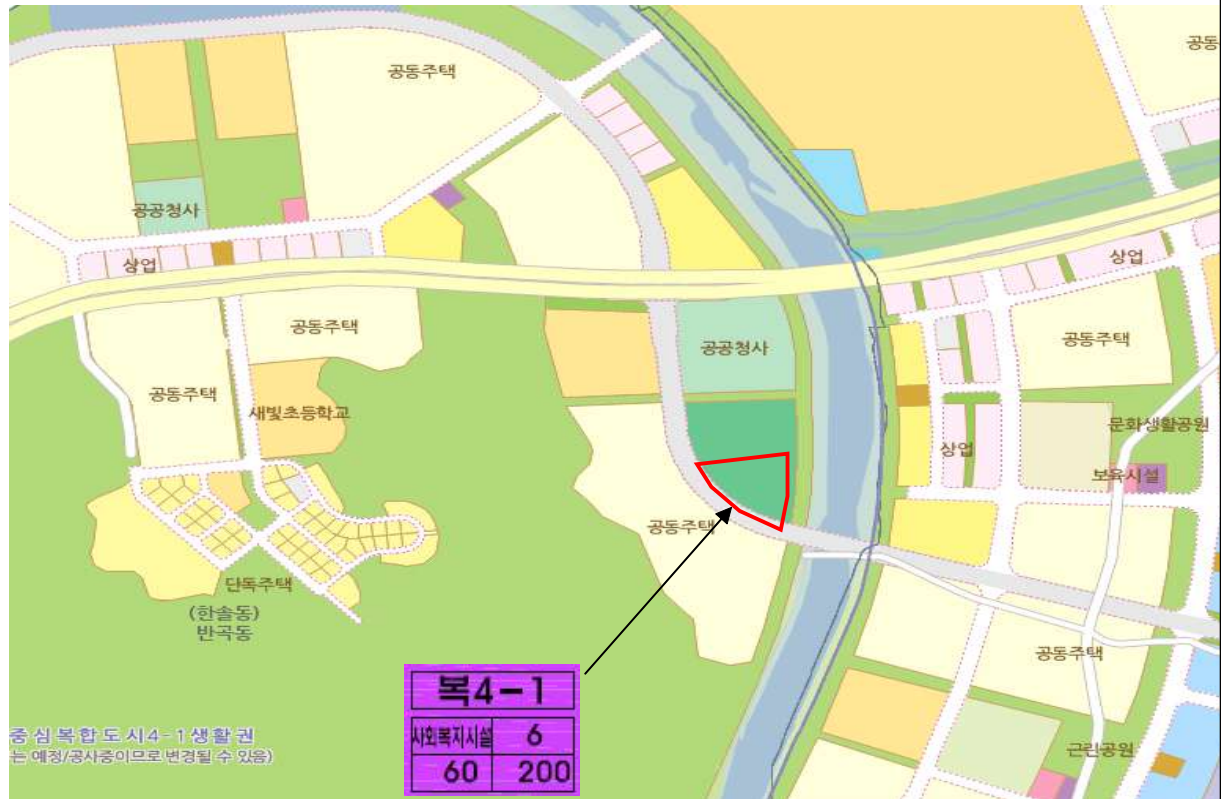 공동
공동주택
공공청사
상업
상업
공동주택
공동주택
공공청사
공동주택
새빛초등학교
문화생활공원
상업
보육시설
공동주택
단독주택
(한솔동)
반곡동
공동주택
복4-1
사회복지시설 6
60 200
중심복합도시4-1생활권
는 예정/공사중이므로 변경될 수 있음)
근린공원